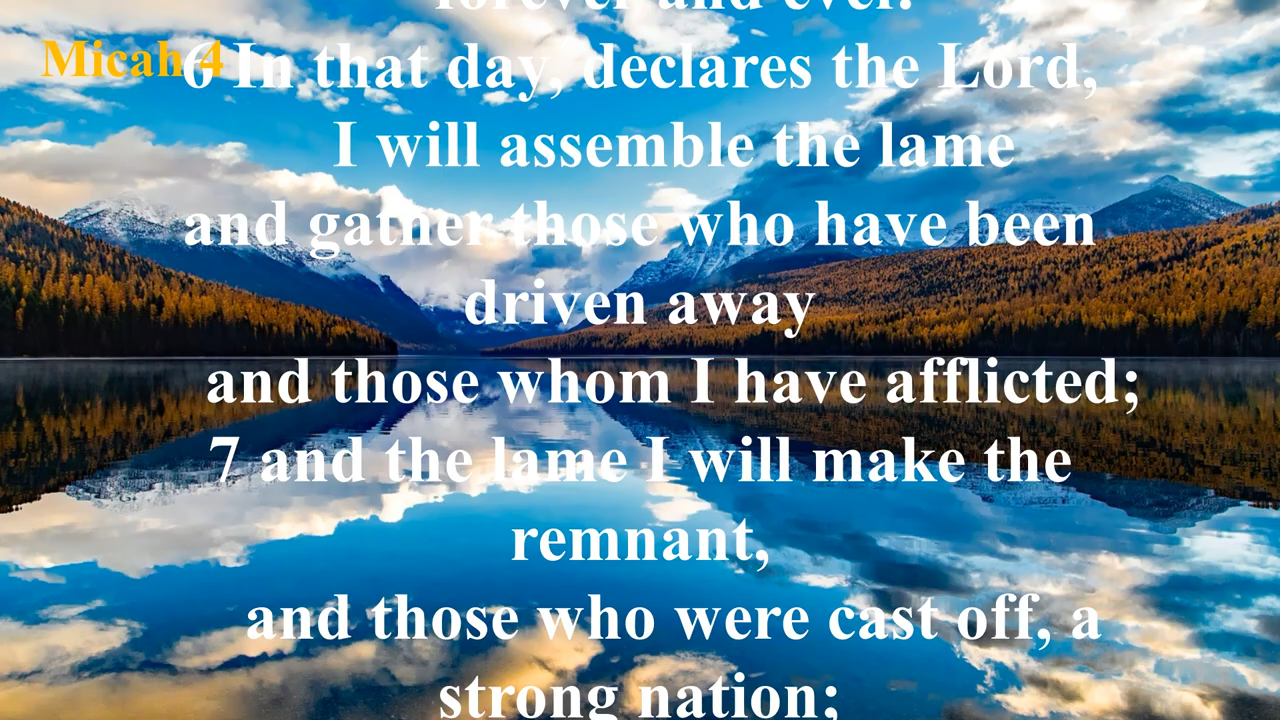 forever and ever.
Micah 4
6 In that day, declares the Lord,
I will assemble the lame
and gather those who have been
driven away
and those whom I have afflicted;
7 and the lame I will make the
remnant,
and those who were cast off, a
strong nation;